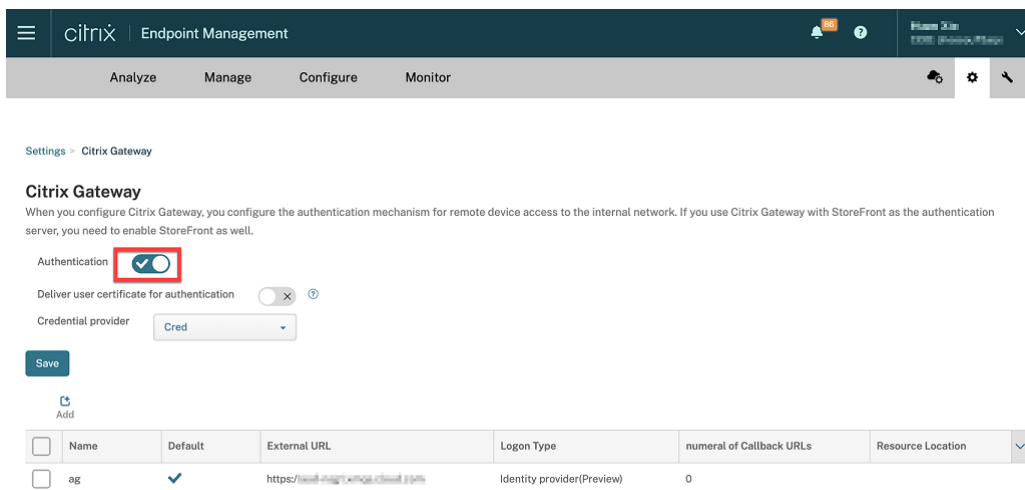 citrix | Endpoint Management
86
?
Analyze Manage Configure Monitor
Settings > Citrix Gateway
Citrix Gateway
When you configure Citrix Gateway, you configure the authentication mechanism for remote device access to the internal network. If you use Citrix Gateway with StoreFront as the authentication
server, you need to enable StoreFront as well.
Authentication
Deliver user certificate for authentication ?
Credential provider Cred
Save
Add
Name Default External URL Logon Type numeral of Callback URLs Resource Location
ag https:/ Identity provider(Preview) 0